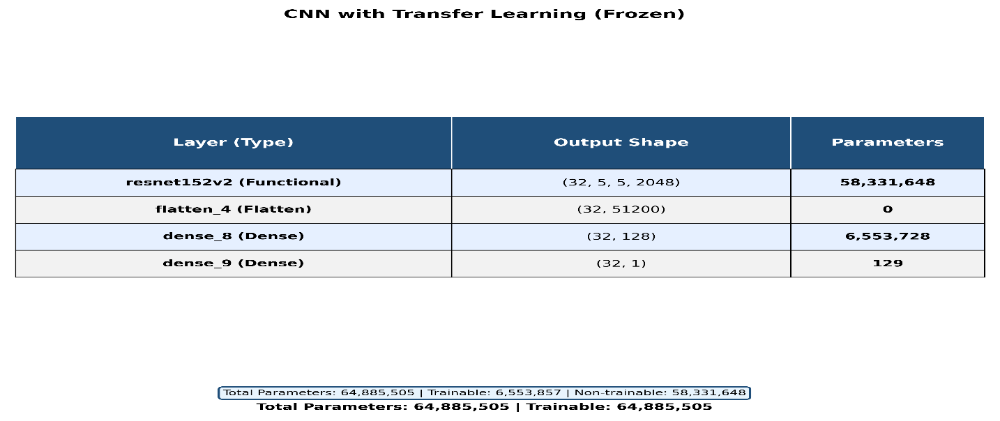 CNN with Transfer Learning (Frozen)
Layer (Type) Output Shape Parameters
resnet152v2 (Functional) (32, 5, 5, 2048) 58,331,648
flatten_4 (Flatten) (32, 51200) 0
dense_8 (Dense) (32, 128) 6,553,728
dense_9 (Dense) (32, 1) 129
Total Parameters: 64,885,505 | Trainable: 6,553,857 | Non-trainable: 58,331,648
Total Parameters: 64,885,505 | Trainable: 64,885,505